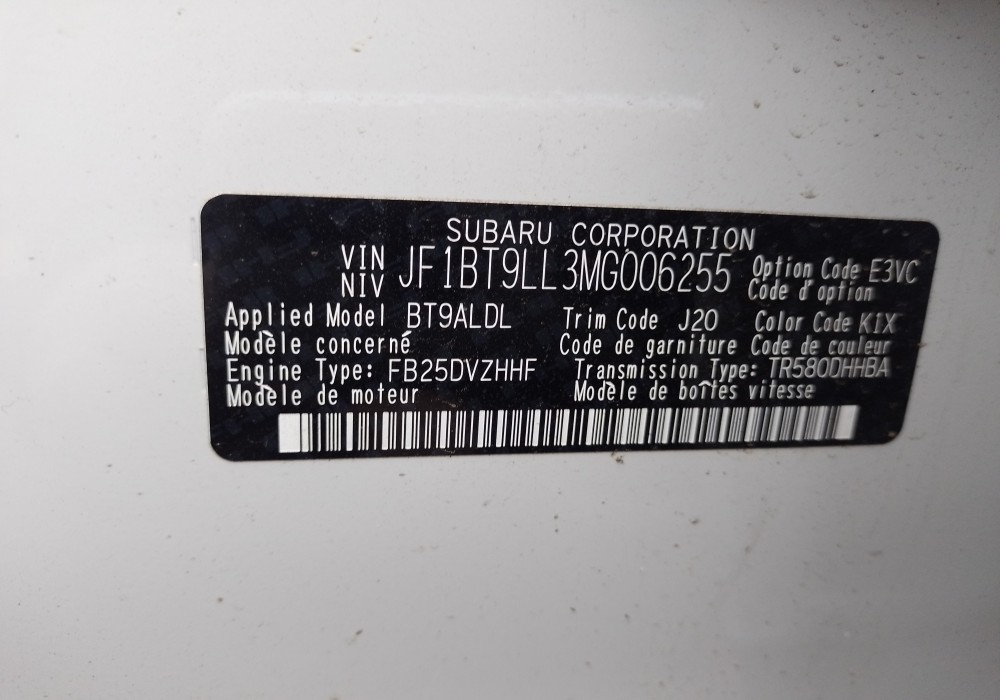 SUBARU CORPORATION
VIN JF1BT9LL3MG006255 Option Code E3VC
NIV Code d'option
Applied Model BT9ALDL Trim Code J20 Color Code K1X
Modèle concerné Code de garniture Code de couleur
Engine Type: FB25DVZHHF Transmission Type: TR580DHHBA
Modèle de moteur Modèle de boîtes vitesse